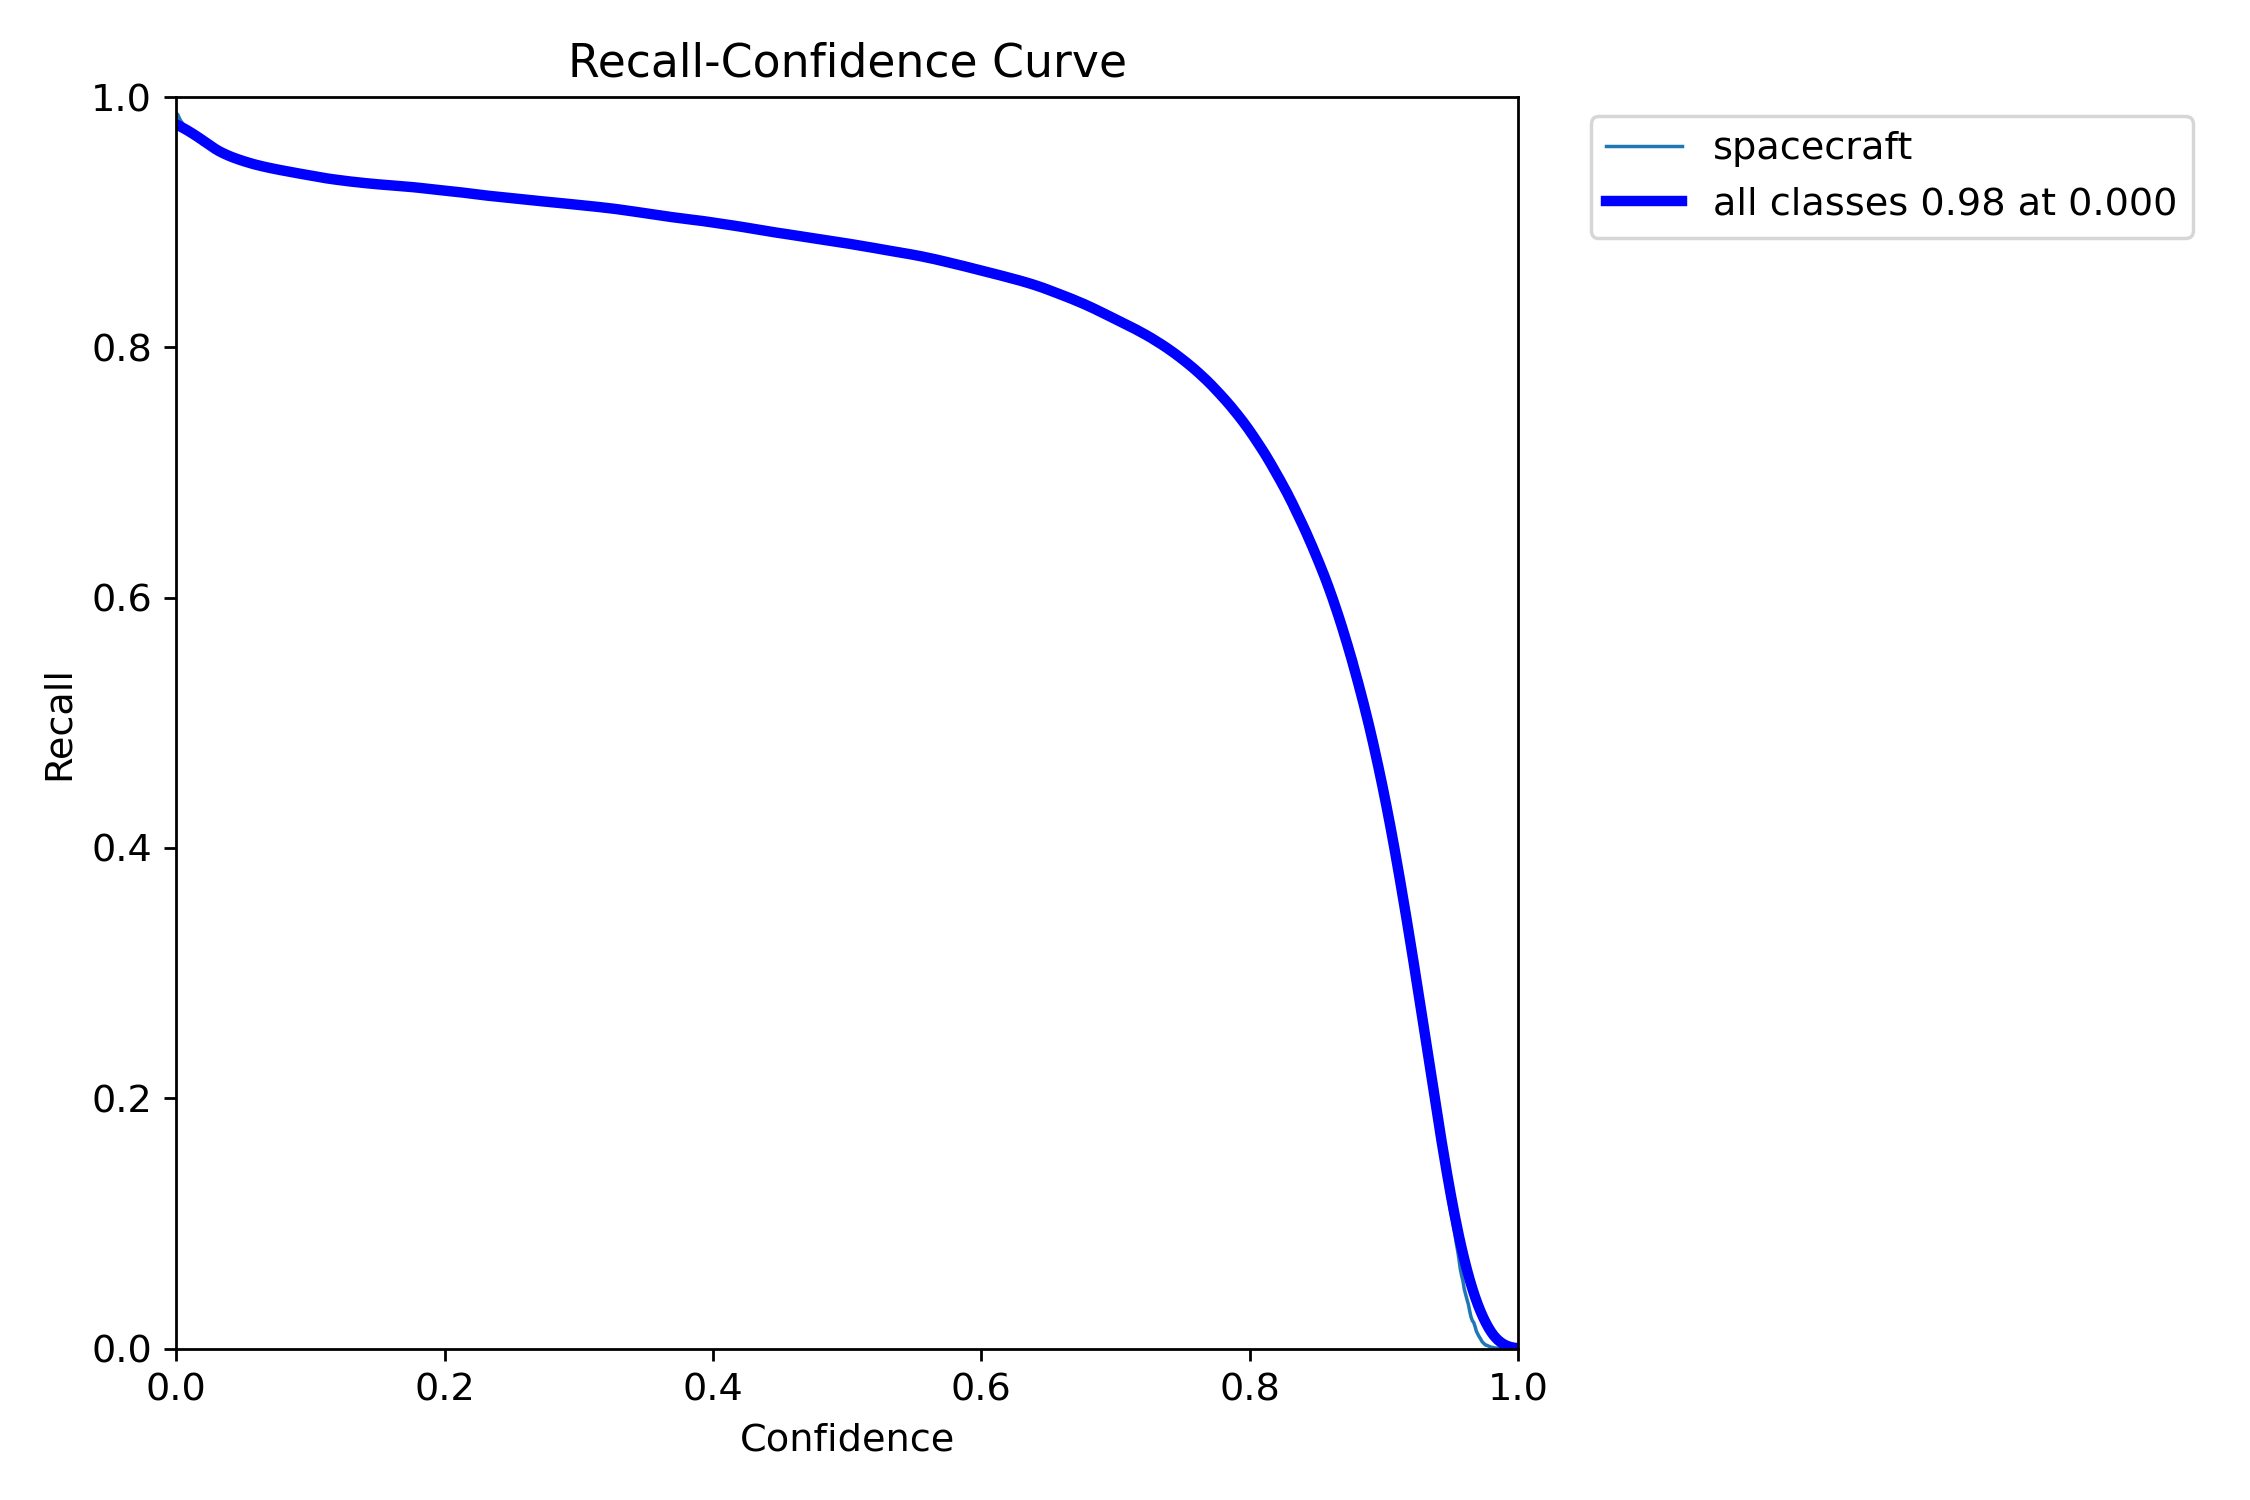 Recall-Confidence Curve
1.0
0.8
0.6
0.4
0.2
0.0
Recall
0.0 0.2 0.4 0.6 0.8 1.0
Confidence
spacecraft
all classes 0.98 at 0.000